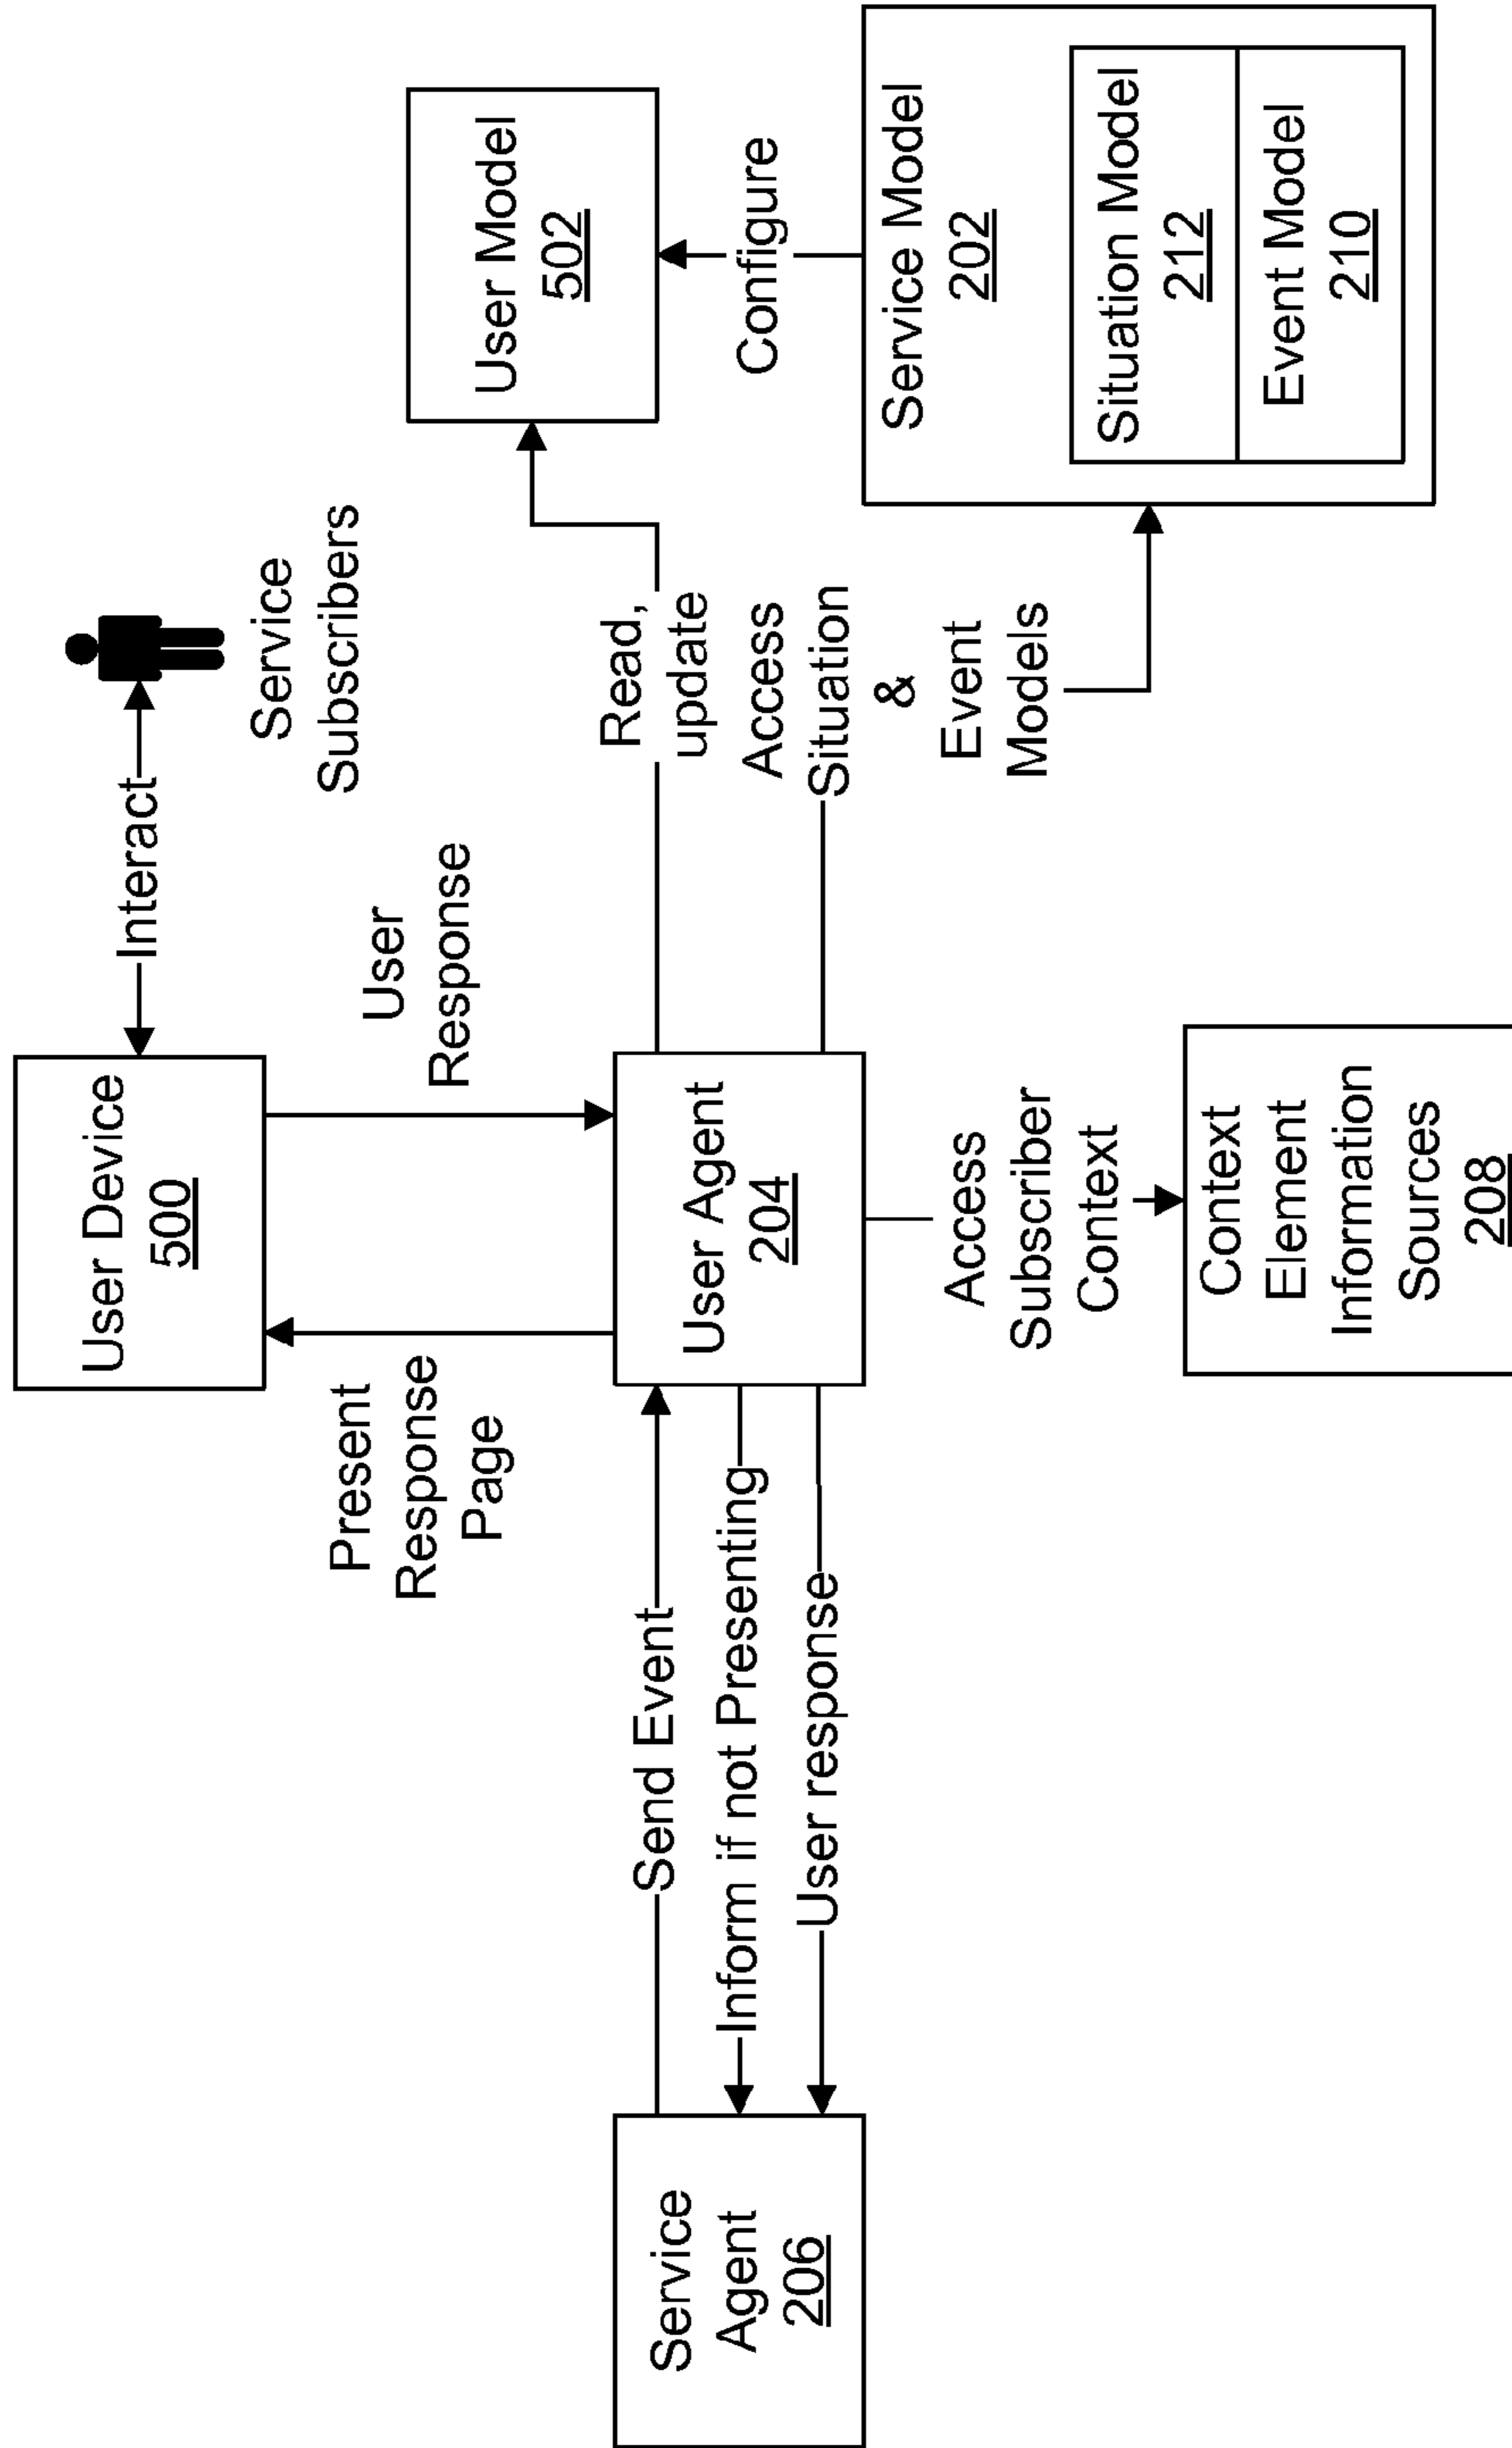 User Device
500
Interact
Service
Subscribers
Present
Response
Page
User
Response
User Model
502
Service
Agent
206
Send Event
Inform if not Presenting
User response
User Agent
204
Read,
update
Access
Situation
&
Event
Models
Configure
Service Model
202
Situation Model
212
Event Model
210
Access
Subscriber
Context
Context
Element
Information
Sources
208